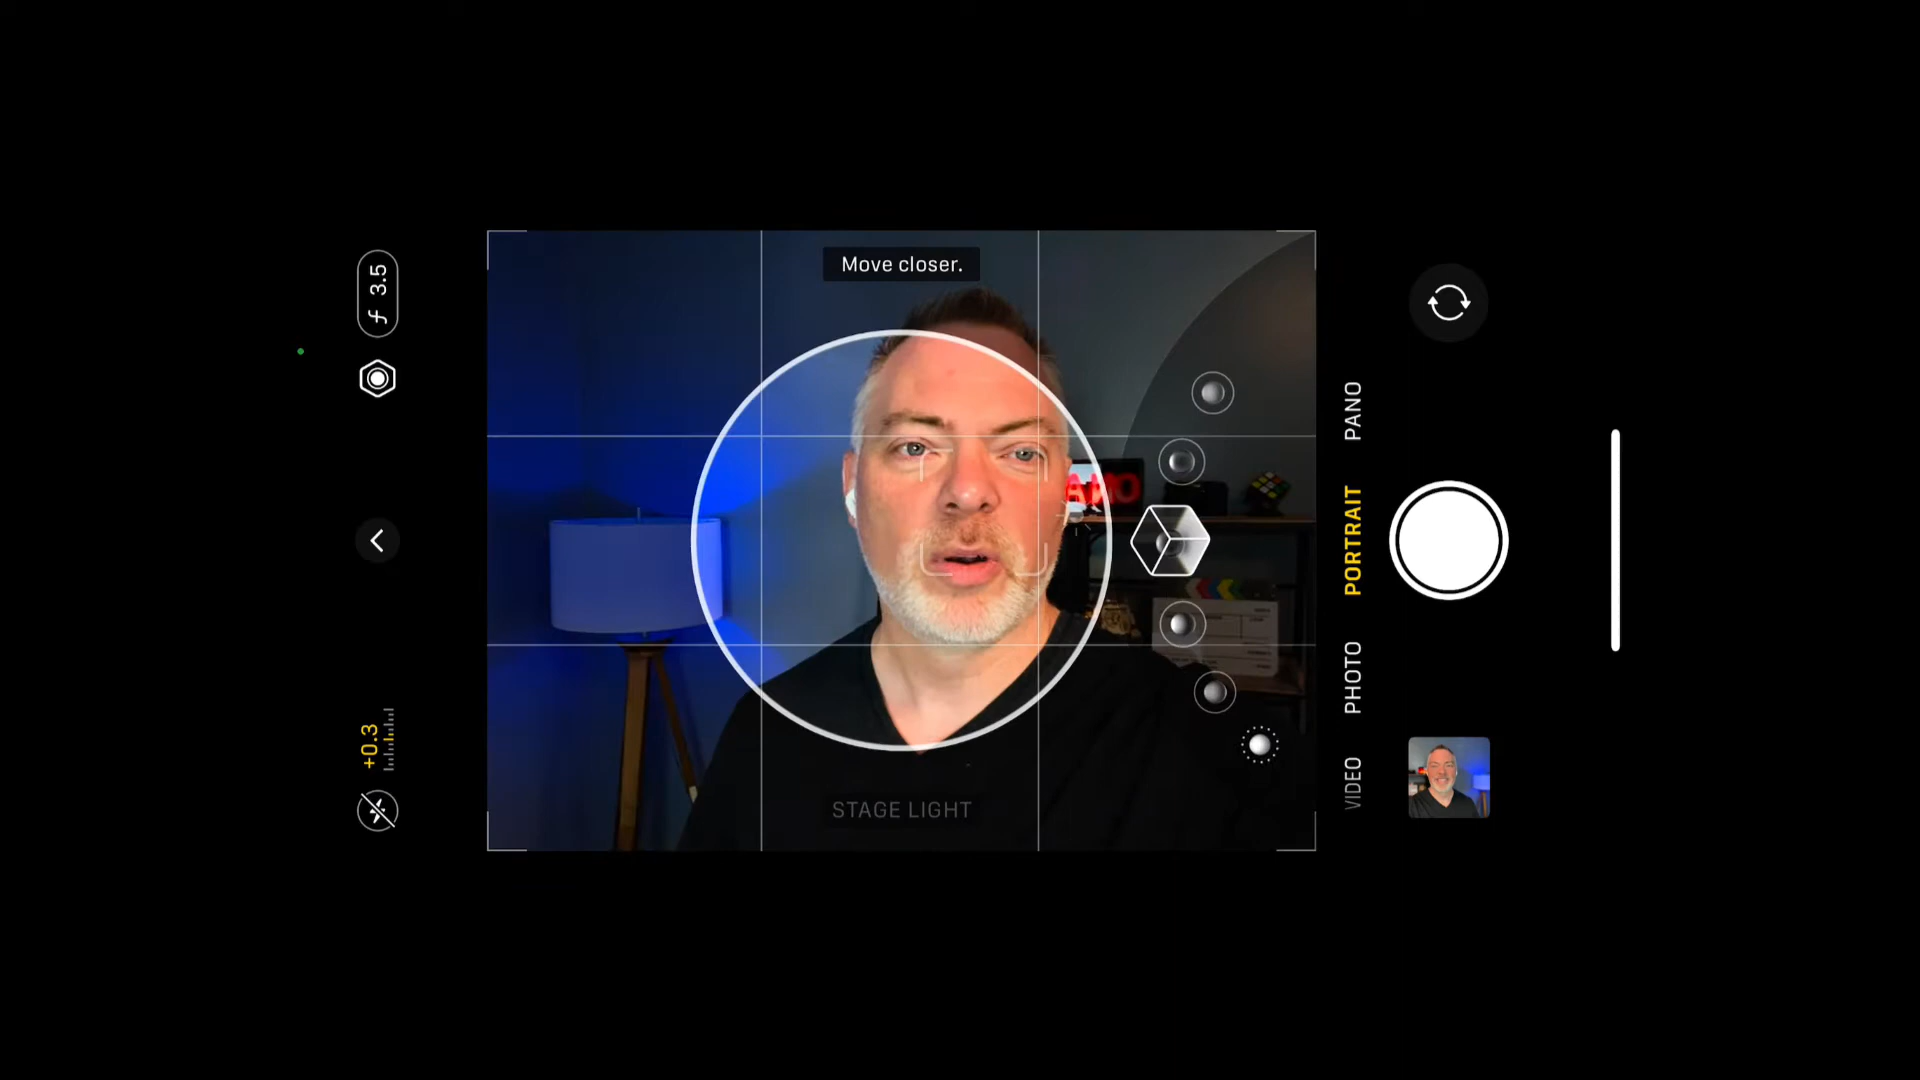 Move closer.
ƒ 3.5
+0.3
STAGE LIGHT
PANO
PORTRAIT
PHOTO
VIDEO